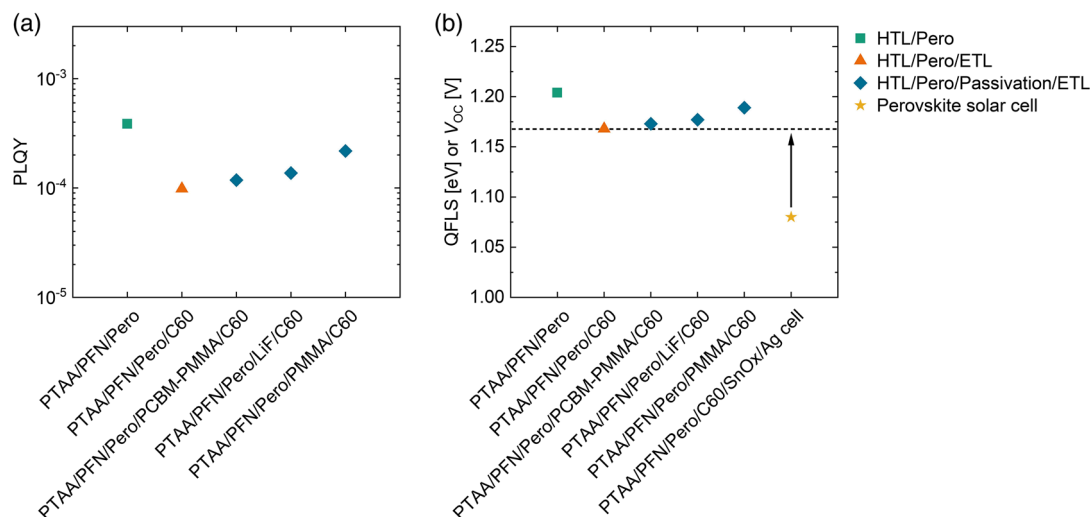 (a)
PLQY
10-3
10-4
10-5
PTAA/PFN/Pero
PTAA/PFN/Pero/C60
PTAA/PFN/Pero/PCBM-PMMA/C60
PTAA/PFN/Pero/LiF/C60
PTAA/PFN/Pero/PMMA/C60
(b)
QFLS [eV] or VOC [V]
1.25
1.20
1.15
1.10
1.05
1.00
PTAA/PFN/Pero
PTAA/PFN/Pero/C60
PTAA/PFN/Pero/PCBM-PMMA/C60
PTAA/PFN/Pero/LiF/C60
PTAA/PFN/Pero/PMMA/C60
PTAA/PFN/Pero/C60/SnOx/Ag cell
HTL/Pero
HTL/Pero/ETL
HTL/Pero/Passivation/ETL
Perovskite solar cell